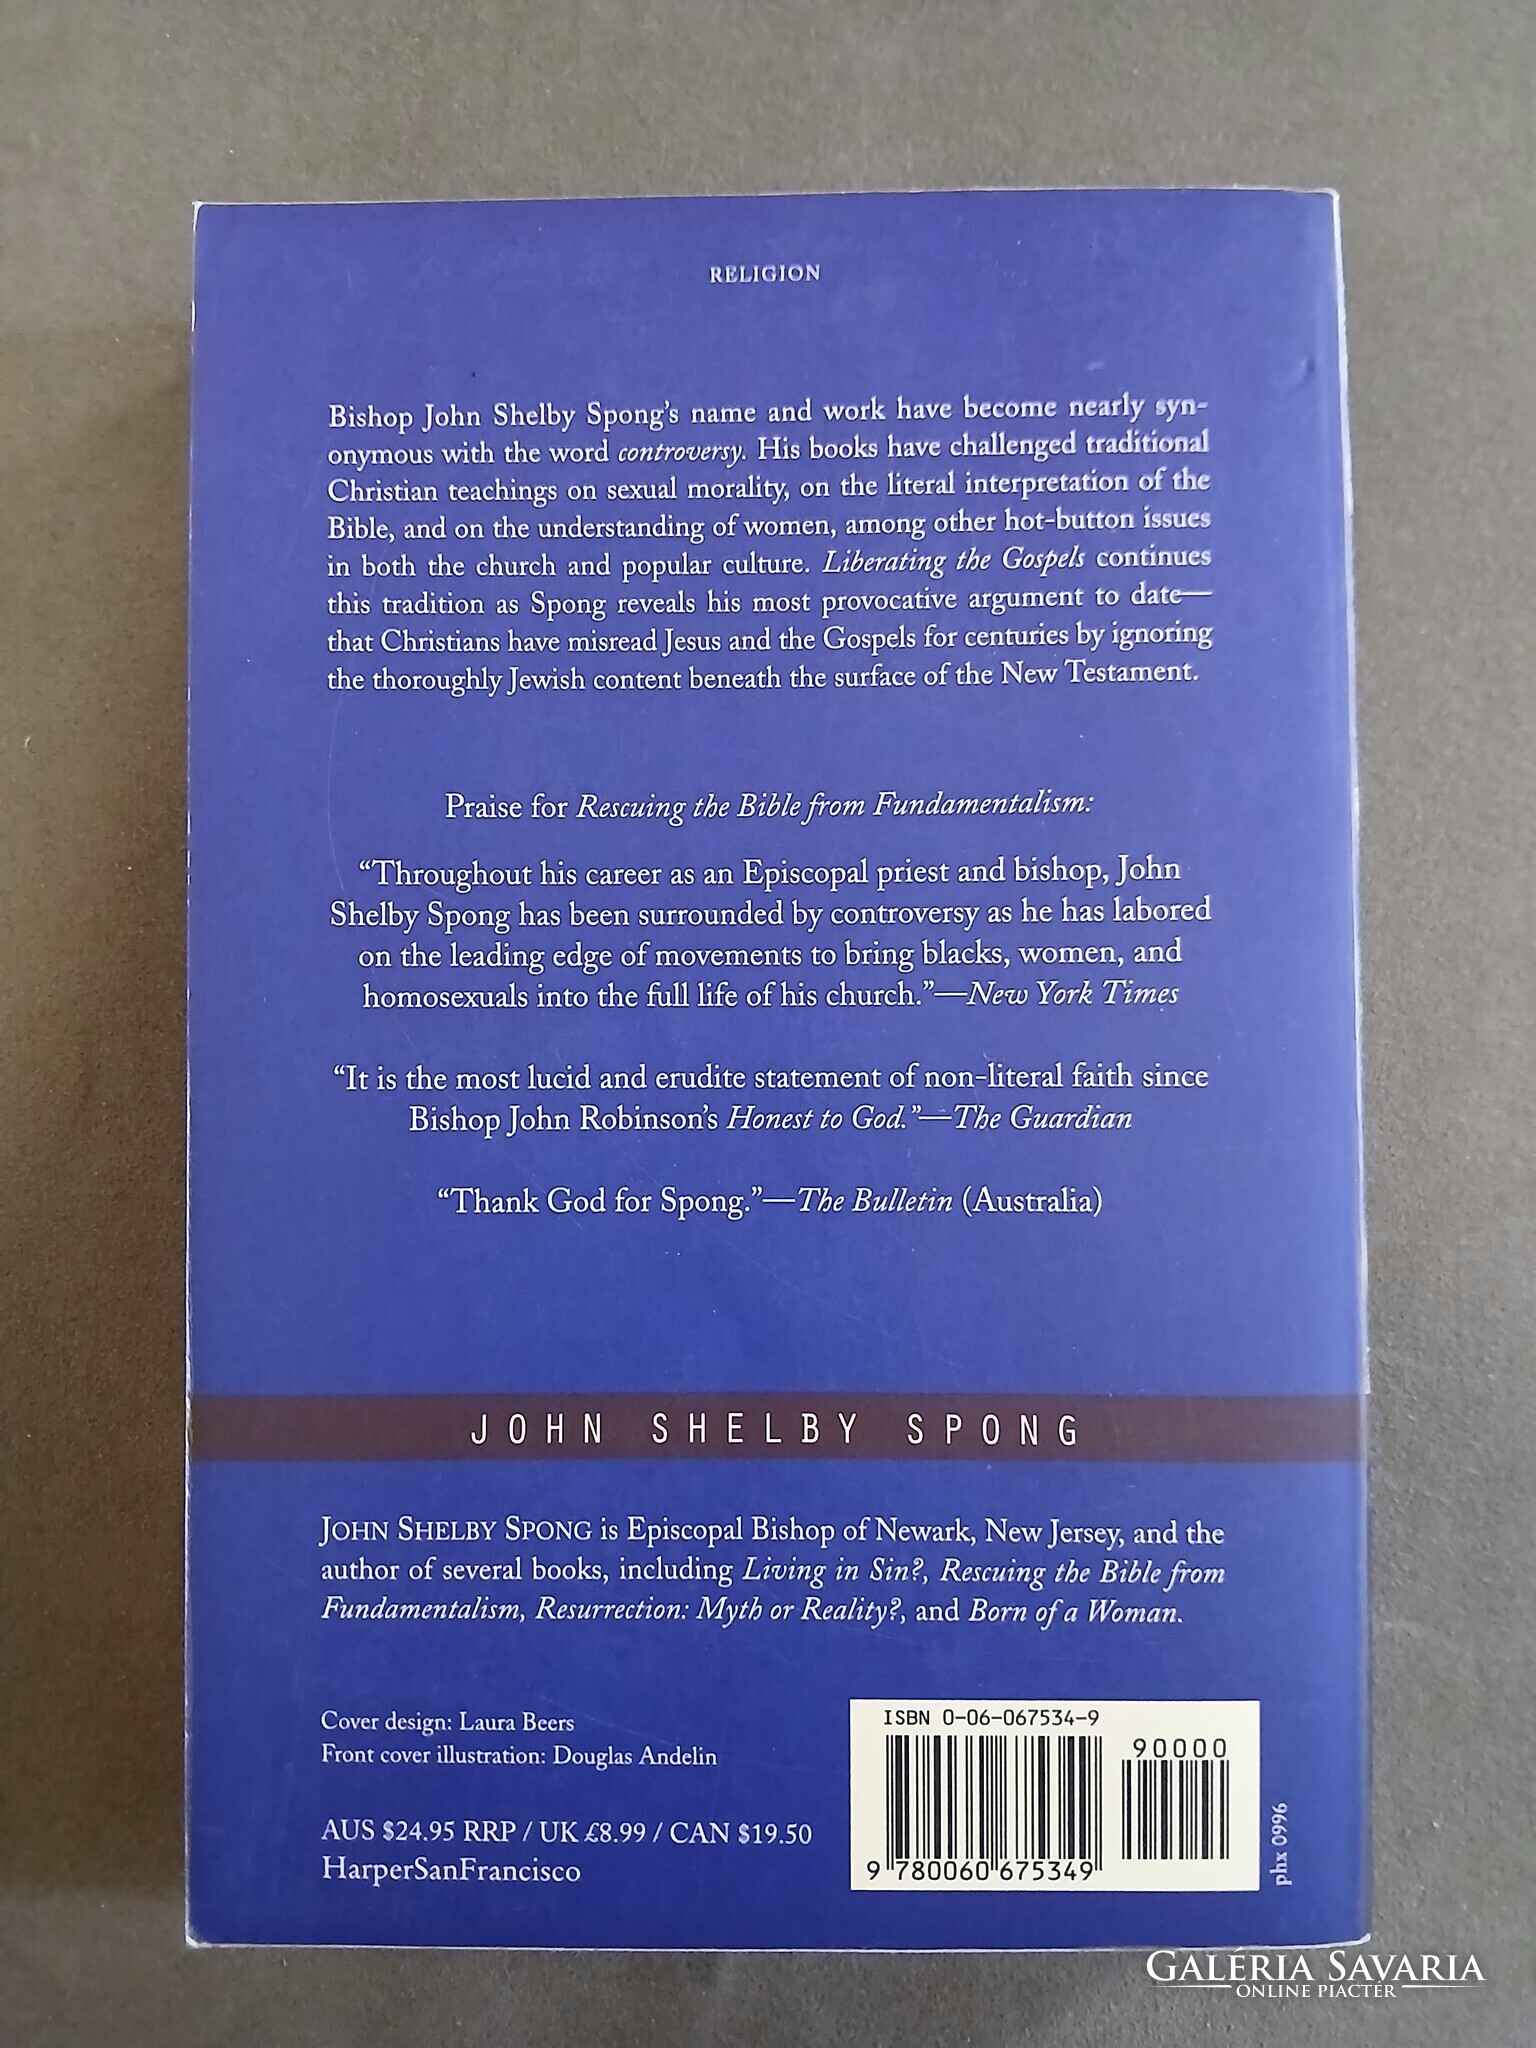 RELIGION
Bishop John Shelby Spong's name and work have become nearly syn-
onymous with the word controversy. His books have challenged traditional
Christian teachings on sexual morality, on the literal interpretation of the
Bible, and on the understanding of women, among other hot-button issues
in both the church and popular culture. Liberating the Gospels continues
this tradition as Spong reveals his most provocative argument to date—
that Christians have misread Jesus and the Gospels for centuries by ignoring
the thoroughly Jewish content beneath the surface of the New Testament.
Praise for Rescuing the Bible from Fundamentalism:
“Throughout his career as an Episcopal priest and bishop, John
Shelby Spong has been surrounded by controversy as he has labored
on the leading edge of movements to bring blacks, women, and
homosexuals into the full life of his church.”—New York Times
“It is the most lucid and erudite statement of non-literal faith since
Bishop John Robinson's Honest to God.”—The Guardian
“Thank God for Spong.”—The Bulletin (Australia)
JOHN SHELBY SPONG
JOHN SHELBY SPONG is Episcopal Bishop of Newark, New Jersey, and the
author of several books, including Living in Sin?, Rescuing the Bible from
Fundamentalism, Resurrection: Myth or Reality?, and Born of a Woman.
Cover design: Laura Beers
Front cover illustration: Douglas Andelin
AUS $24.95 RRP / UK £8.99 / CAN $19.50
HarperSanFrancisco
ISBN 0-06-067534-9
90000
9 780060 675349
phx 0996
GALÉRIA SAVARIA
ONLINE PIACTÉR